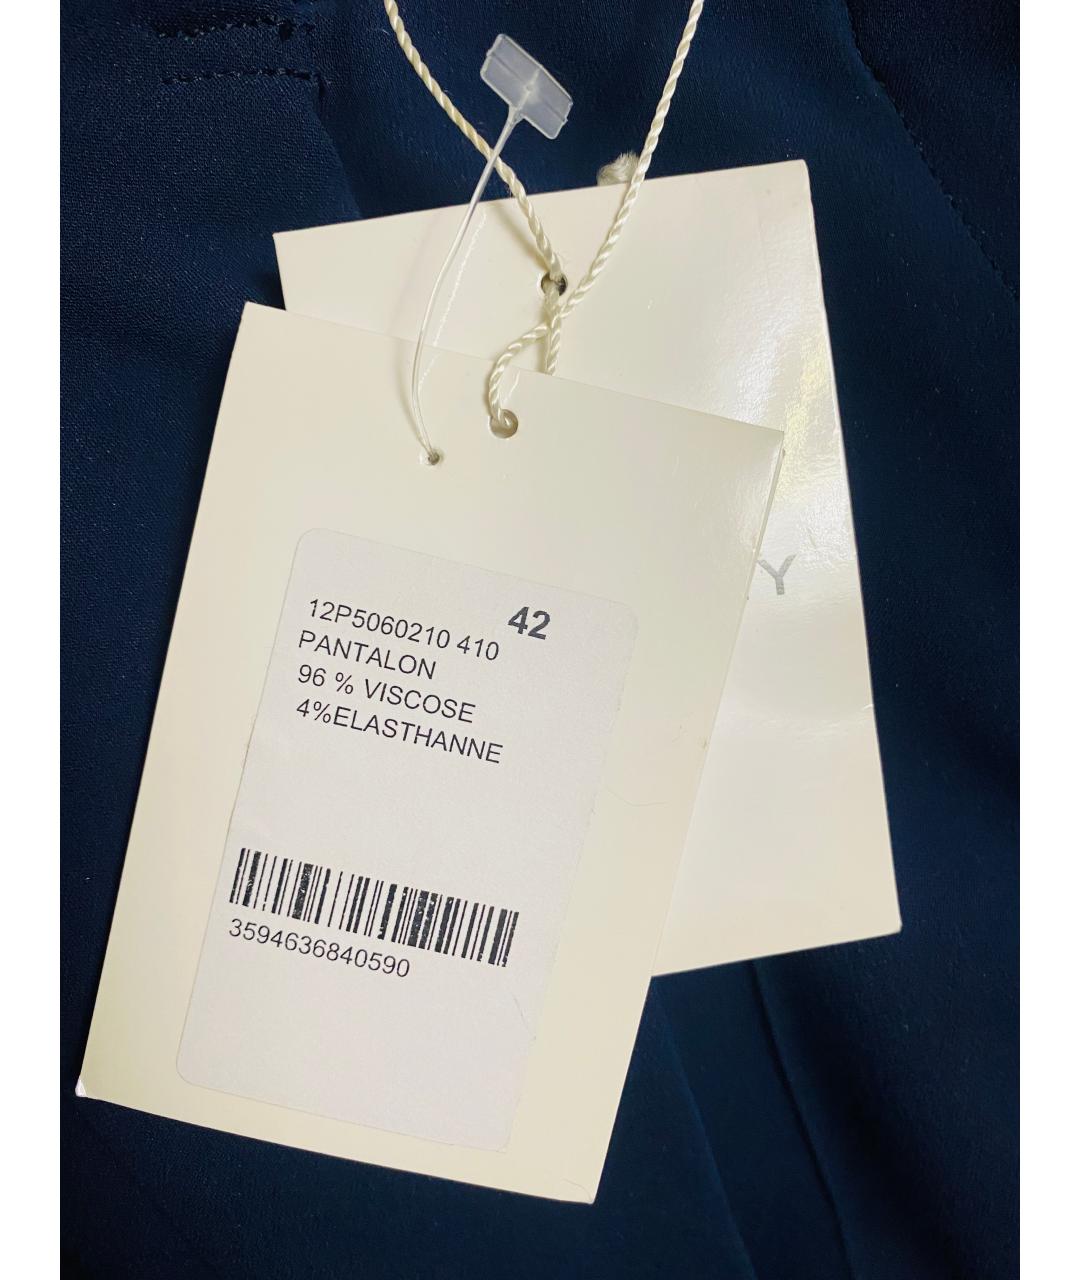 42
12P5060210 410
PANTALON
96 % VISCOSE
4%ELASTHANNE
3594636840590
Y